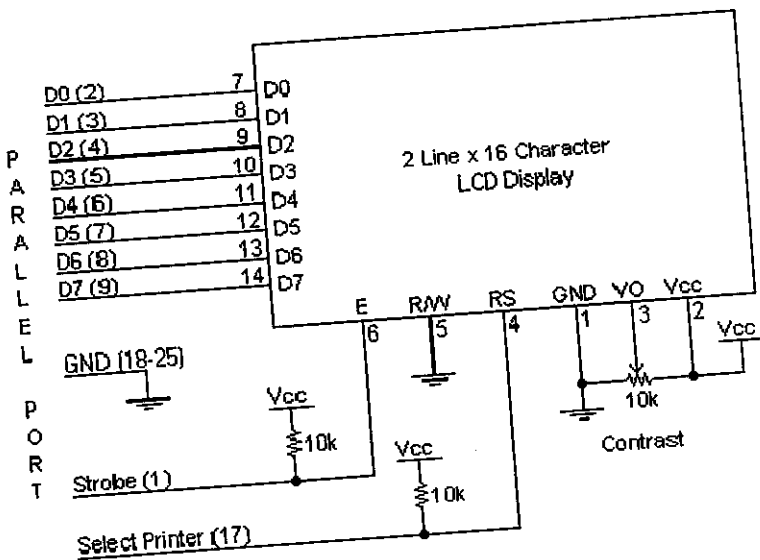 D0 (2) 7 D0
D1 (3) 8 D1
D2 (4) 9 D2
D3 (5) 10 D3
D4 (6) 11 D4
D5 (7) 12 D5
D6 (8) 13 D6
D7 (9) 14 D7
2 Line x 16 Character
LCD Display
PARALLEL PORT
E R/W RS GND VO Vcc
6 5 4 1 3 2
Vcc
10k
Contrast
GND (18-25)
Vcc
10k
Strobe (1)
Vcc
10k
Select Printer (17)